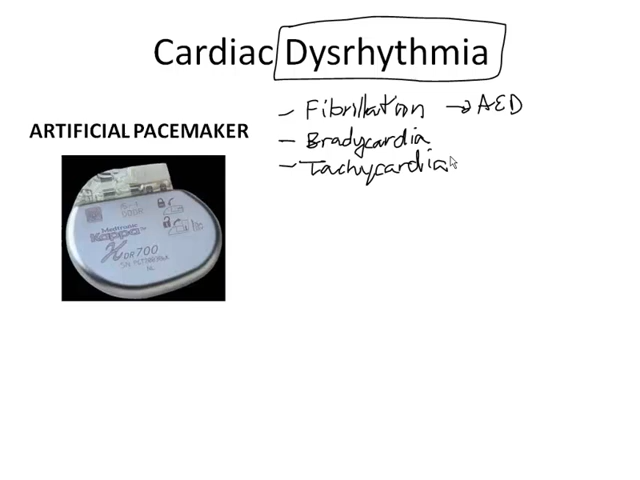 Cardiac Dysrhythmia
- Fibrillation → AED
ARTIFICIAL PACEMAKER
- Bradycardia
- Tachycardia
Medtronic
Kappa
DR700